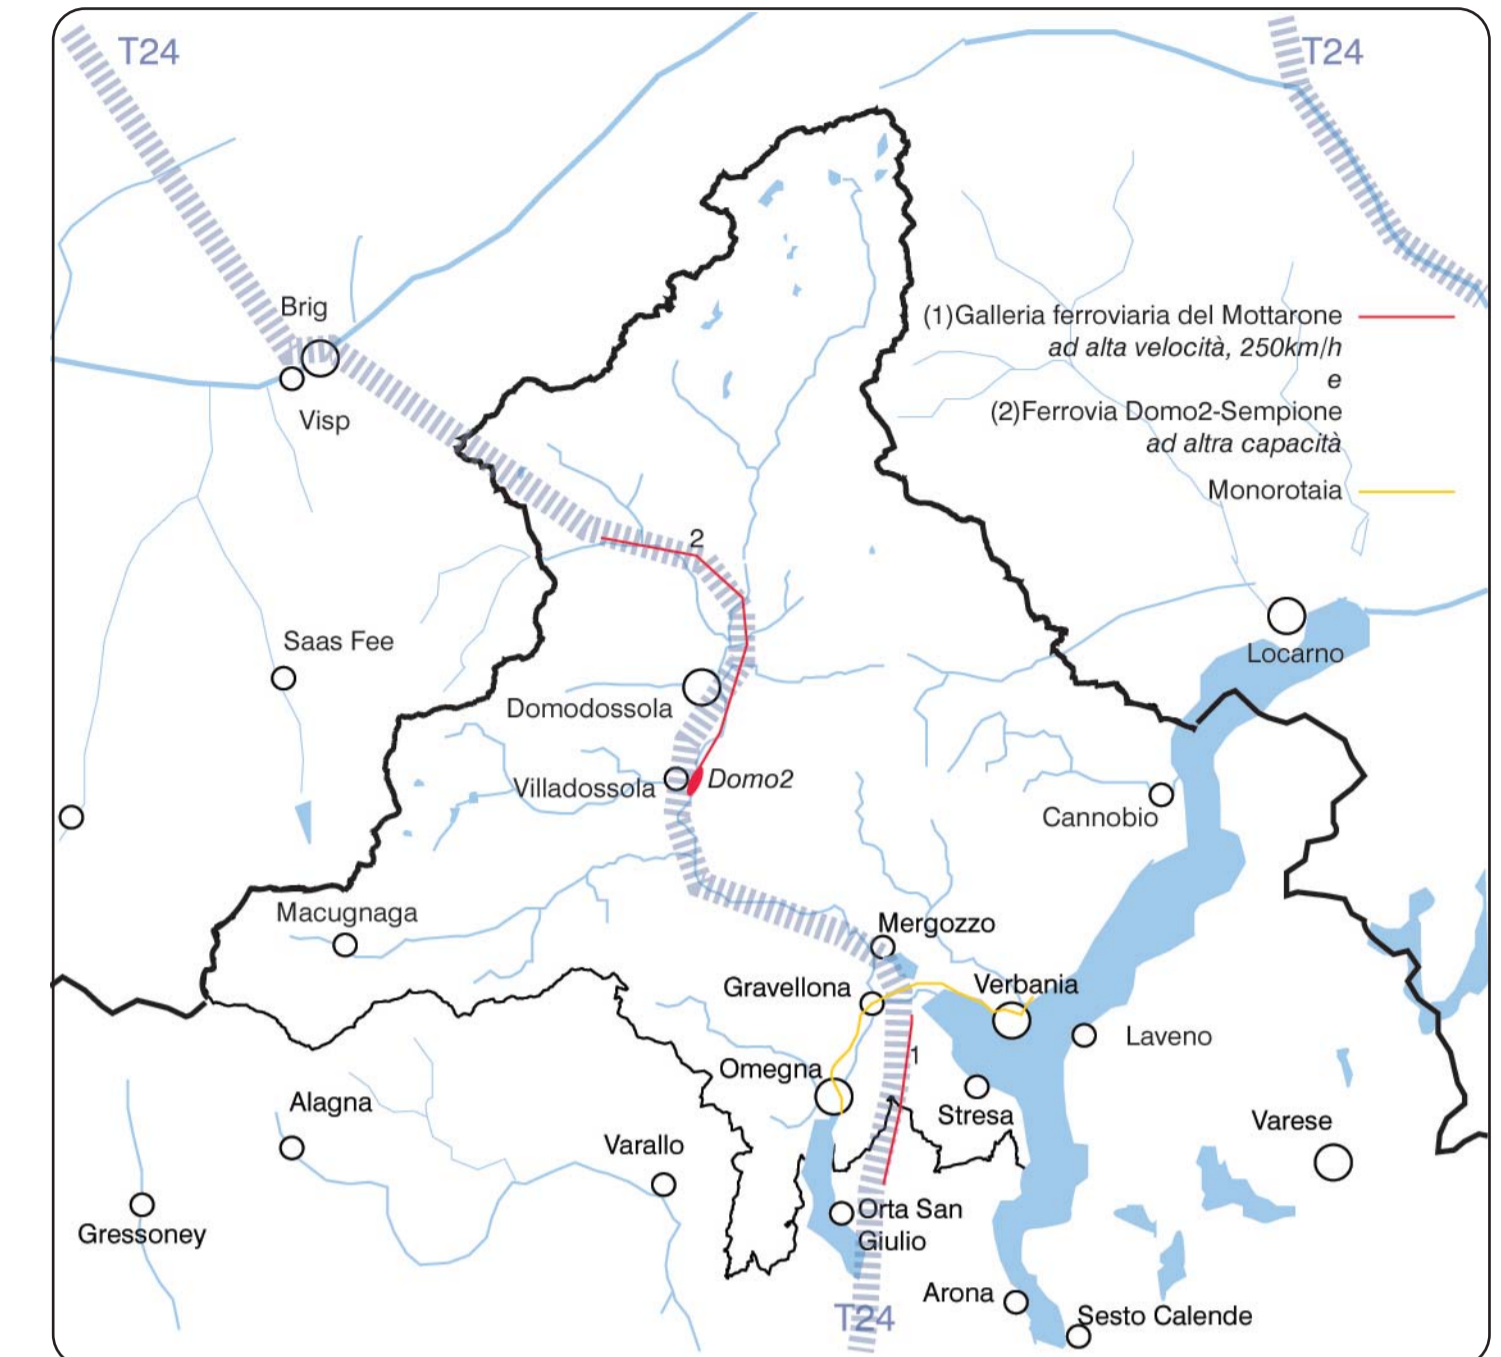 T24
T24
Brig
Visp
(1)Galleria ferroviaria del Mottarone
ad alta velocità, 250km/h
e
(2)Ferrovia Domo2-Sempione
ad altra capacità
Monorotaia
2
Saas Fee
Locarno
Domodossola
Villadossola
Domo2
Cannobio
Macugnaga
Mergozzo
Gravellona
Verbania
Laveno
1
Omegna
Stresa
Alagna
Varese
Varallo
Orta San
Giulio
Gressoney
Arona
T24
Sesto Calende